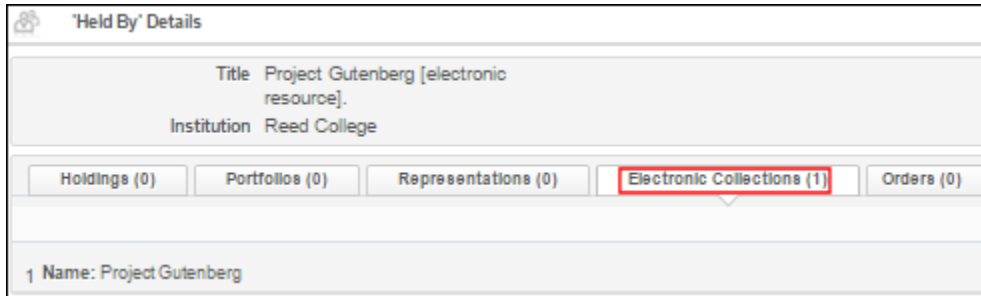 'Held By' Details
Title Project Gutenberg [electronic
resource].
Institution Reed College
Holdings (0) Portfolios (0) Representations (0) Electronic Collections (1) Orders (0)
1 Name: Project Gutenberg